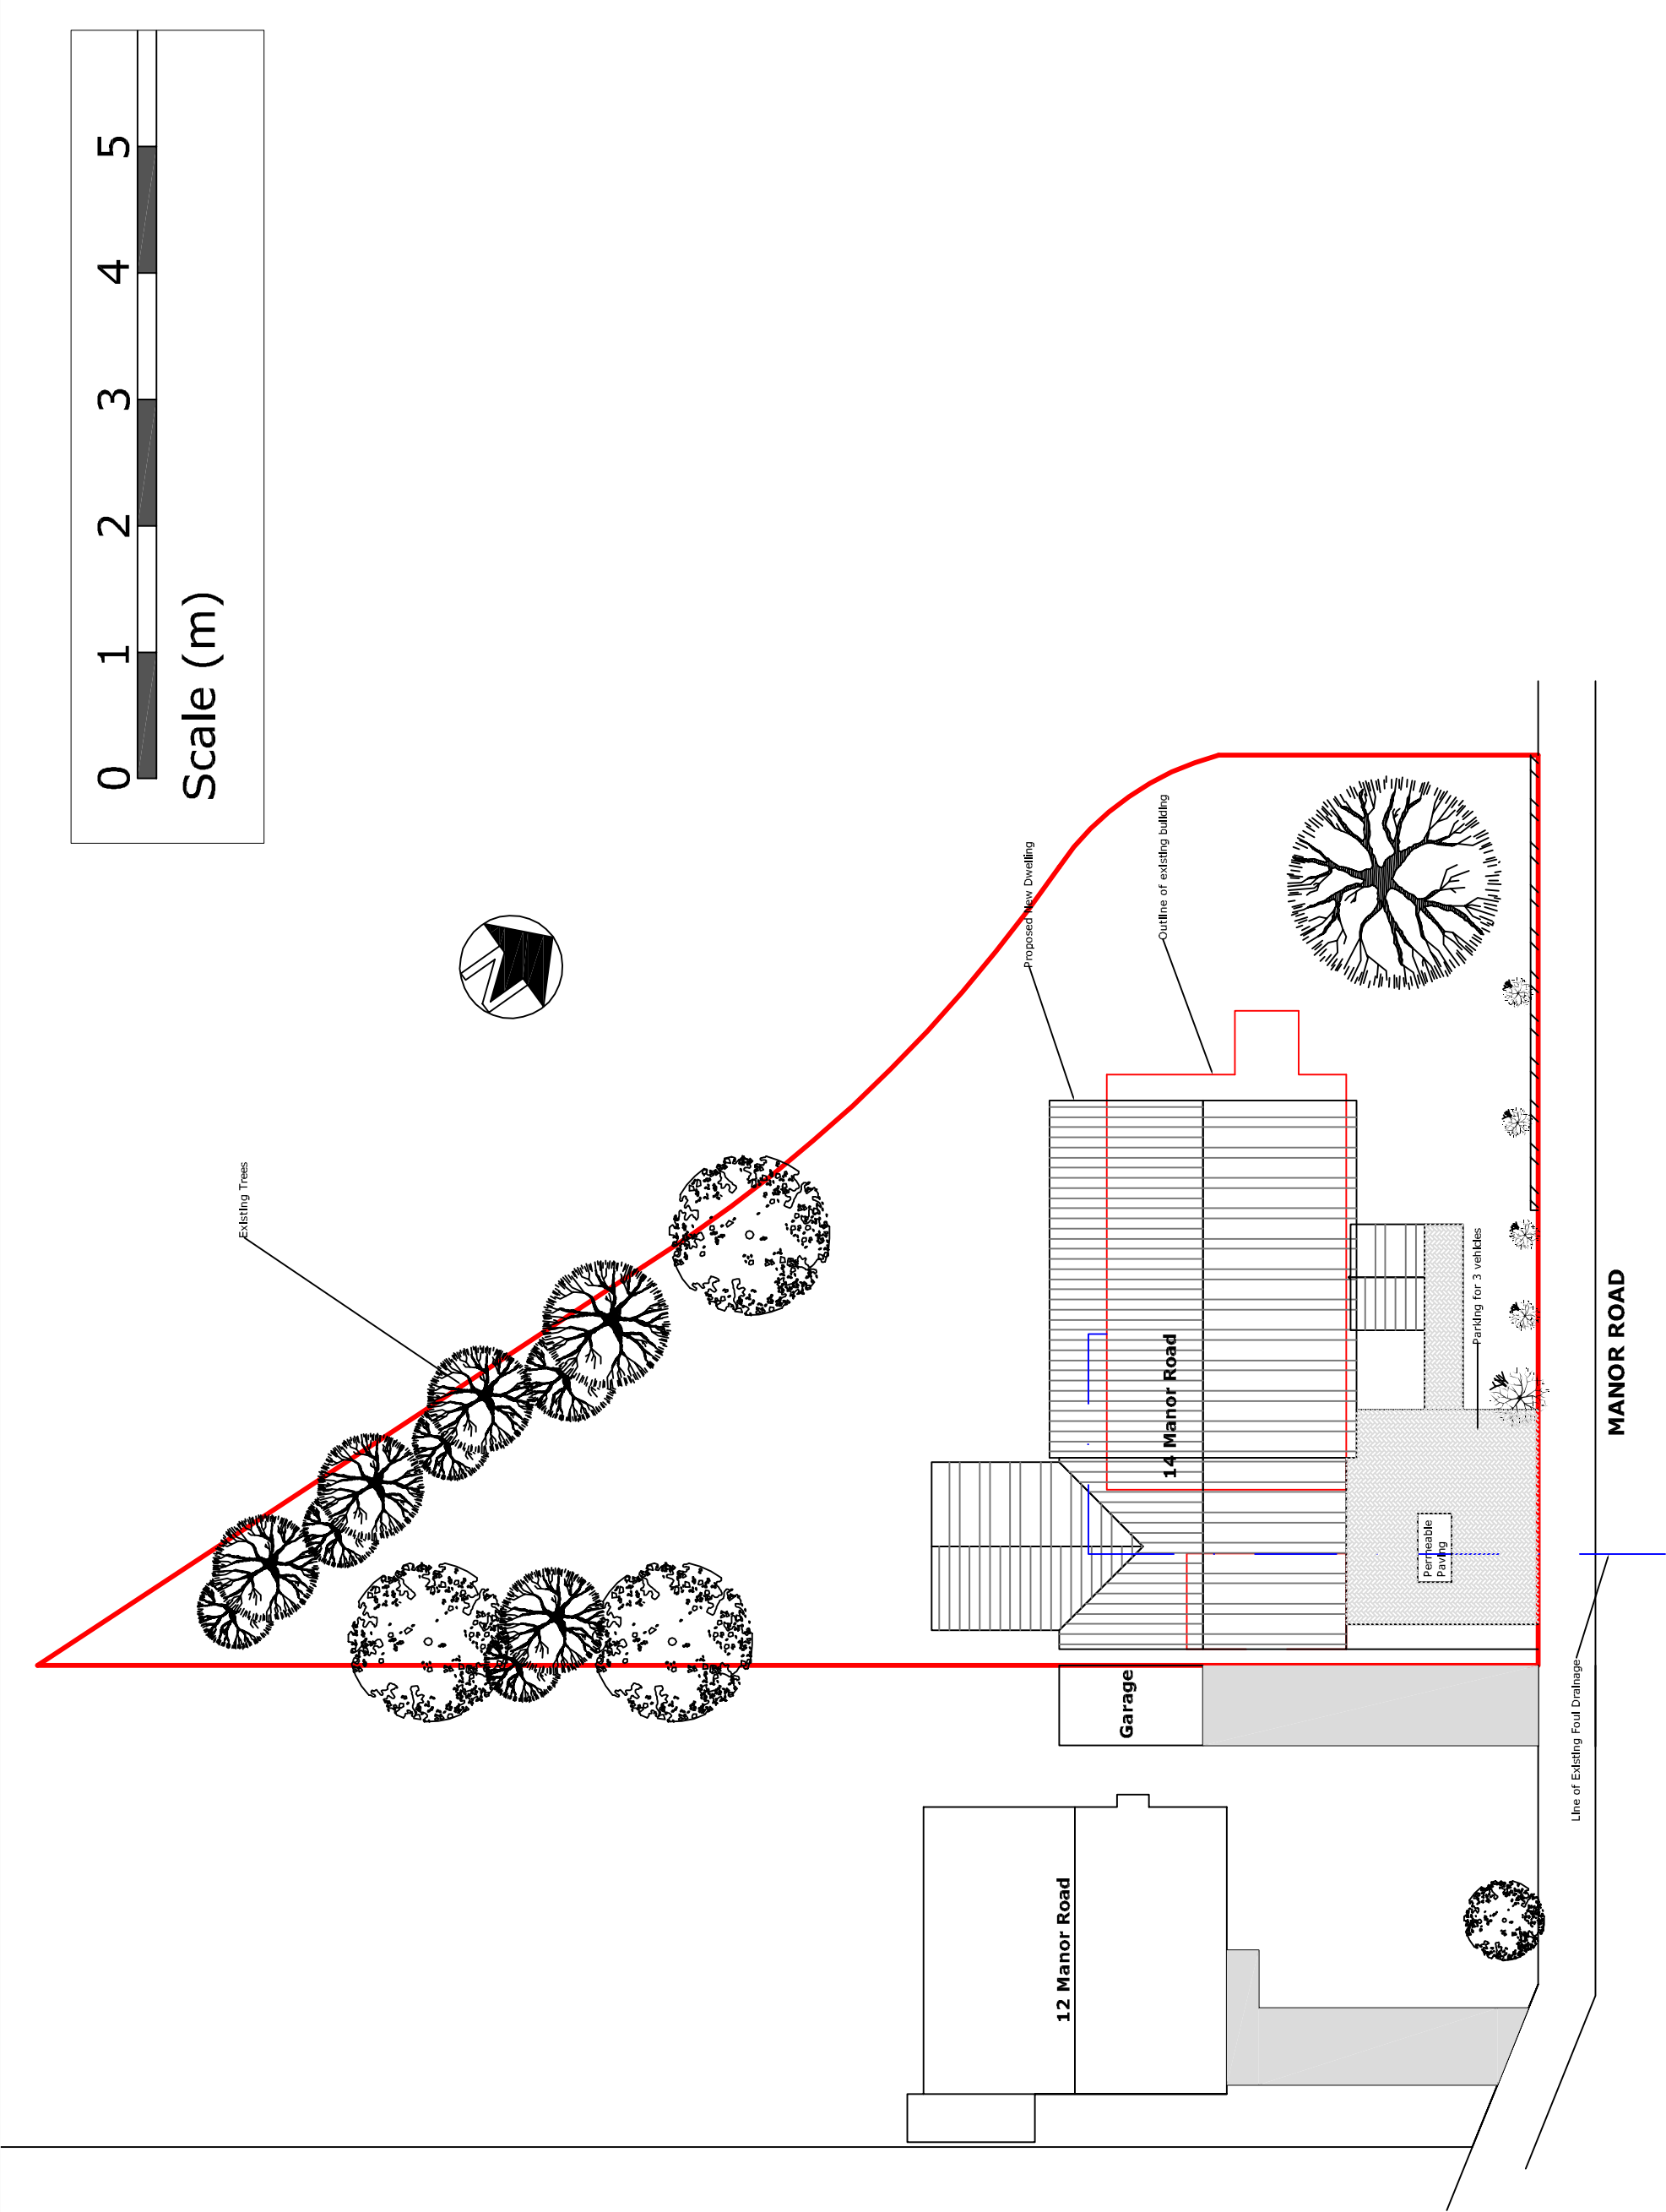 0 1 2 3 4 5
Scale (m)
Existing Trees
Proposed New Dwelling
Outline of existing building
14 Manor Road
Parking for 3 vehicles
Permeable
Paving
MANOR ROAD
Garage
Line of Existing Foul Drainage
12 Manor Road